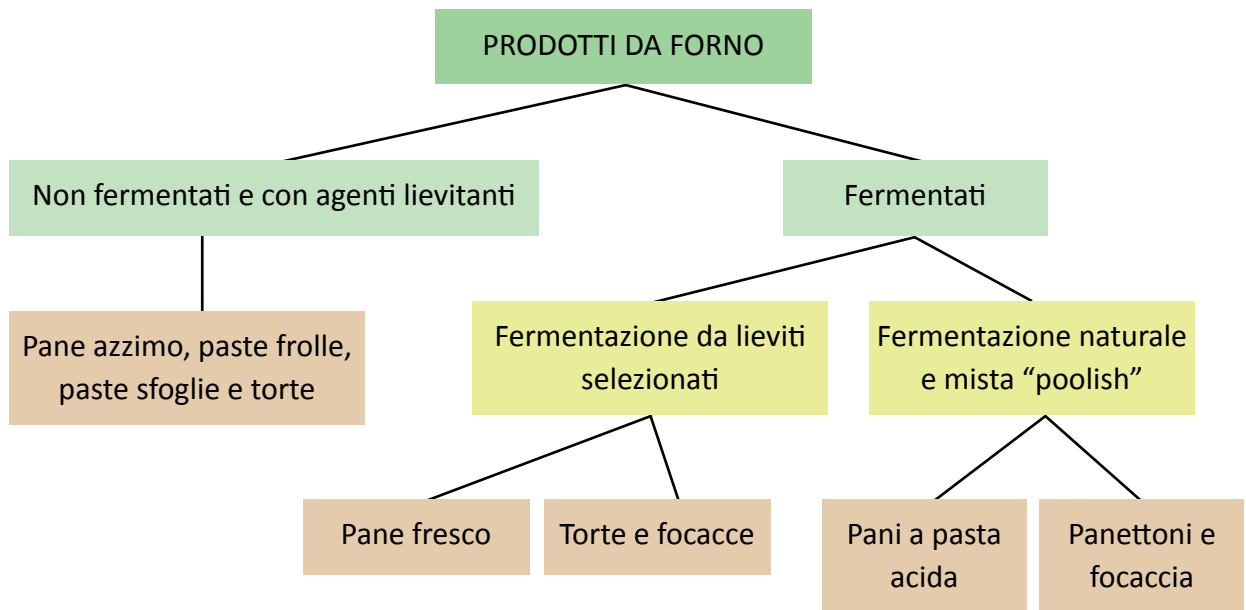 PRODOTTI DA FORNO
Non fermentati e con agenti lievitanti
Fermentati
Pane azzimo, paste frolle,
paste sfoglie e torte
Fermentazione da lieviti
selezionati
Fermentazione naturale
e mista “poolish”
Pane fresco
Torte e focacce
Pani a pasta
acida
Panettoni e
focaccia